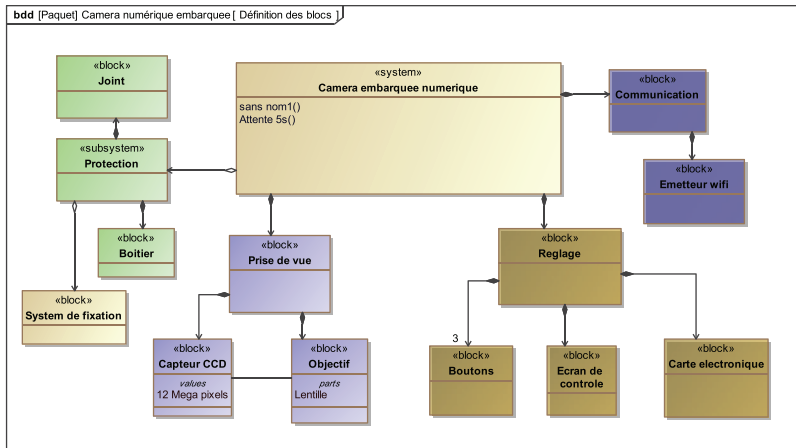 bdd [Paquet] Camera numérique embarquee [ Définition des blocs ]
«block»
Joint
«system»
Camera embarquee numerique
sans nom1()
Attente 5s()
«block»
Communication
«subsystem»
Protection
«block»
Emetteur wifi
«block»
Boitier
«block»
Prise de vue
«block»
Reglage
«block»
System de fixation
3
«block»
Capteur CCD
values
12 Mega pixels
«block»
Objectif
parts
Lentille
«block»
Boutons
«block»
Ecran de
controle
«block»
Carte electronique